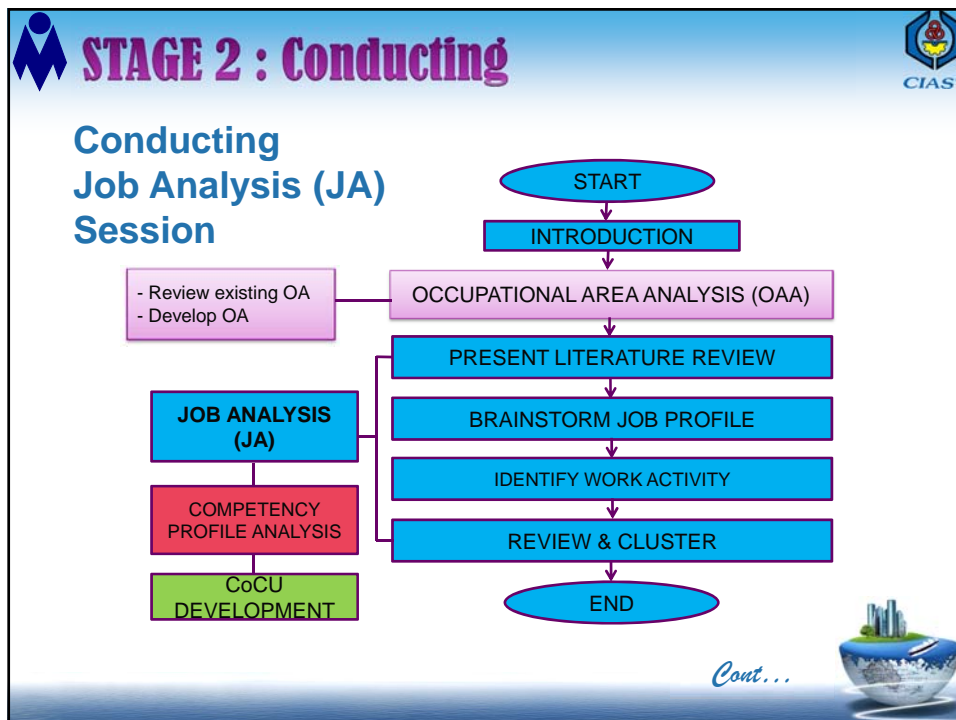 STAGE 2 : Conducting
CIAST
Conducting
Job Analysis (JA)
Session
START
INTRODUCTION
- Review existing OA
- Develop OA
OCCUPATIONAL AREA ANALYSIS (OAA)
PRESENT LITERATURE REVIEW
JOB ANALYSIS
(JA)
BRAINSTORM JOB PROFILE
IDENTIFY WORK ACTIVITY
COMPETENCY
PROFILE ANALYSIS
REVIEW & CLUSTER
CoCU
DEVELOPMENT
END
Cont...